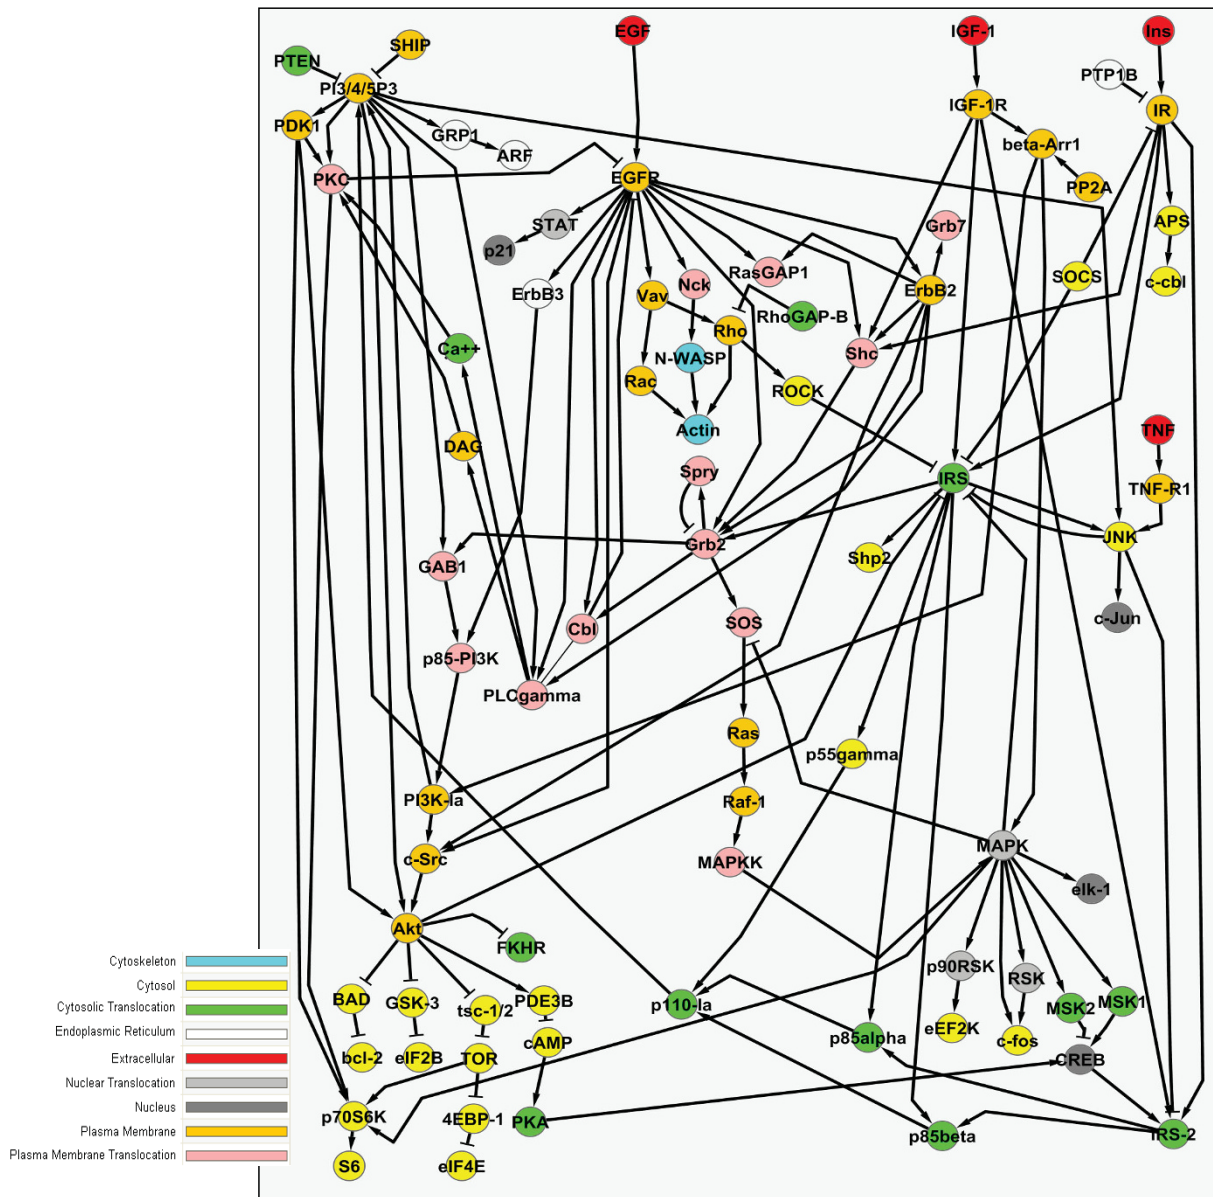 EGF
IGF-1
Ins
SHIP
PTEN
PI3/4/5P3
PTP1B
IGF-1R
IR
PDK1
GRP1
ARF
beta-Arr1
PKC
EGFR
PP2A
STAT
Grb7
APS
p21
RasGAP1
SOCS
c-cbl
ErbB3
Nck
ErbB2
Vav
RhoGAP-B
Rho
Ca++
N-WASP
Shc
Rac
ROCK
Actin
TNF
DAG
Spry
IRS
TNF-R1
Grb2
JNK
Shp2
GAB1
c-Jun
Cbl
SOS
p85-PI3K
PLCgamma
Ras
p55gamma
PI3K-Ia
Raf-1
c-Src
MAPKK
MAPK
elk-1
Akt
FKHR
p90RSK
RSK
BAD
GSK-3
tsc-1/2
PDE3B
p110-Ia
MSK2
MSK1
eEF2K
c-fos
p85alpha
bcl-2
eIF2B
TOR
cAMP
CREB
p70S6K
4EBP-1
PKA
p85beta
IRS-2
S6
eIF4E
Cytoskeleton
Cytosol
Cytosolic Translocation
Endoplasmic Reticulum
Extracellular
Nuclear Translocation
Nucleus
Plasma Membrane
Plasma Membrane Translocation